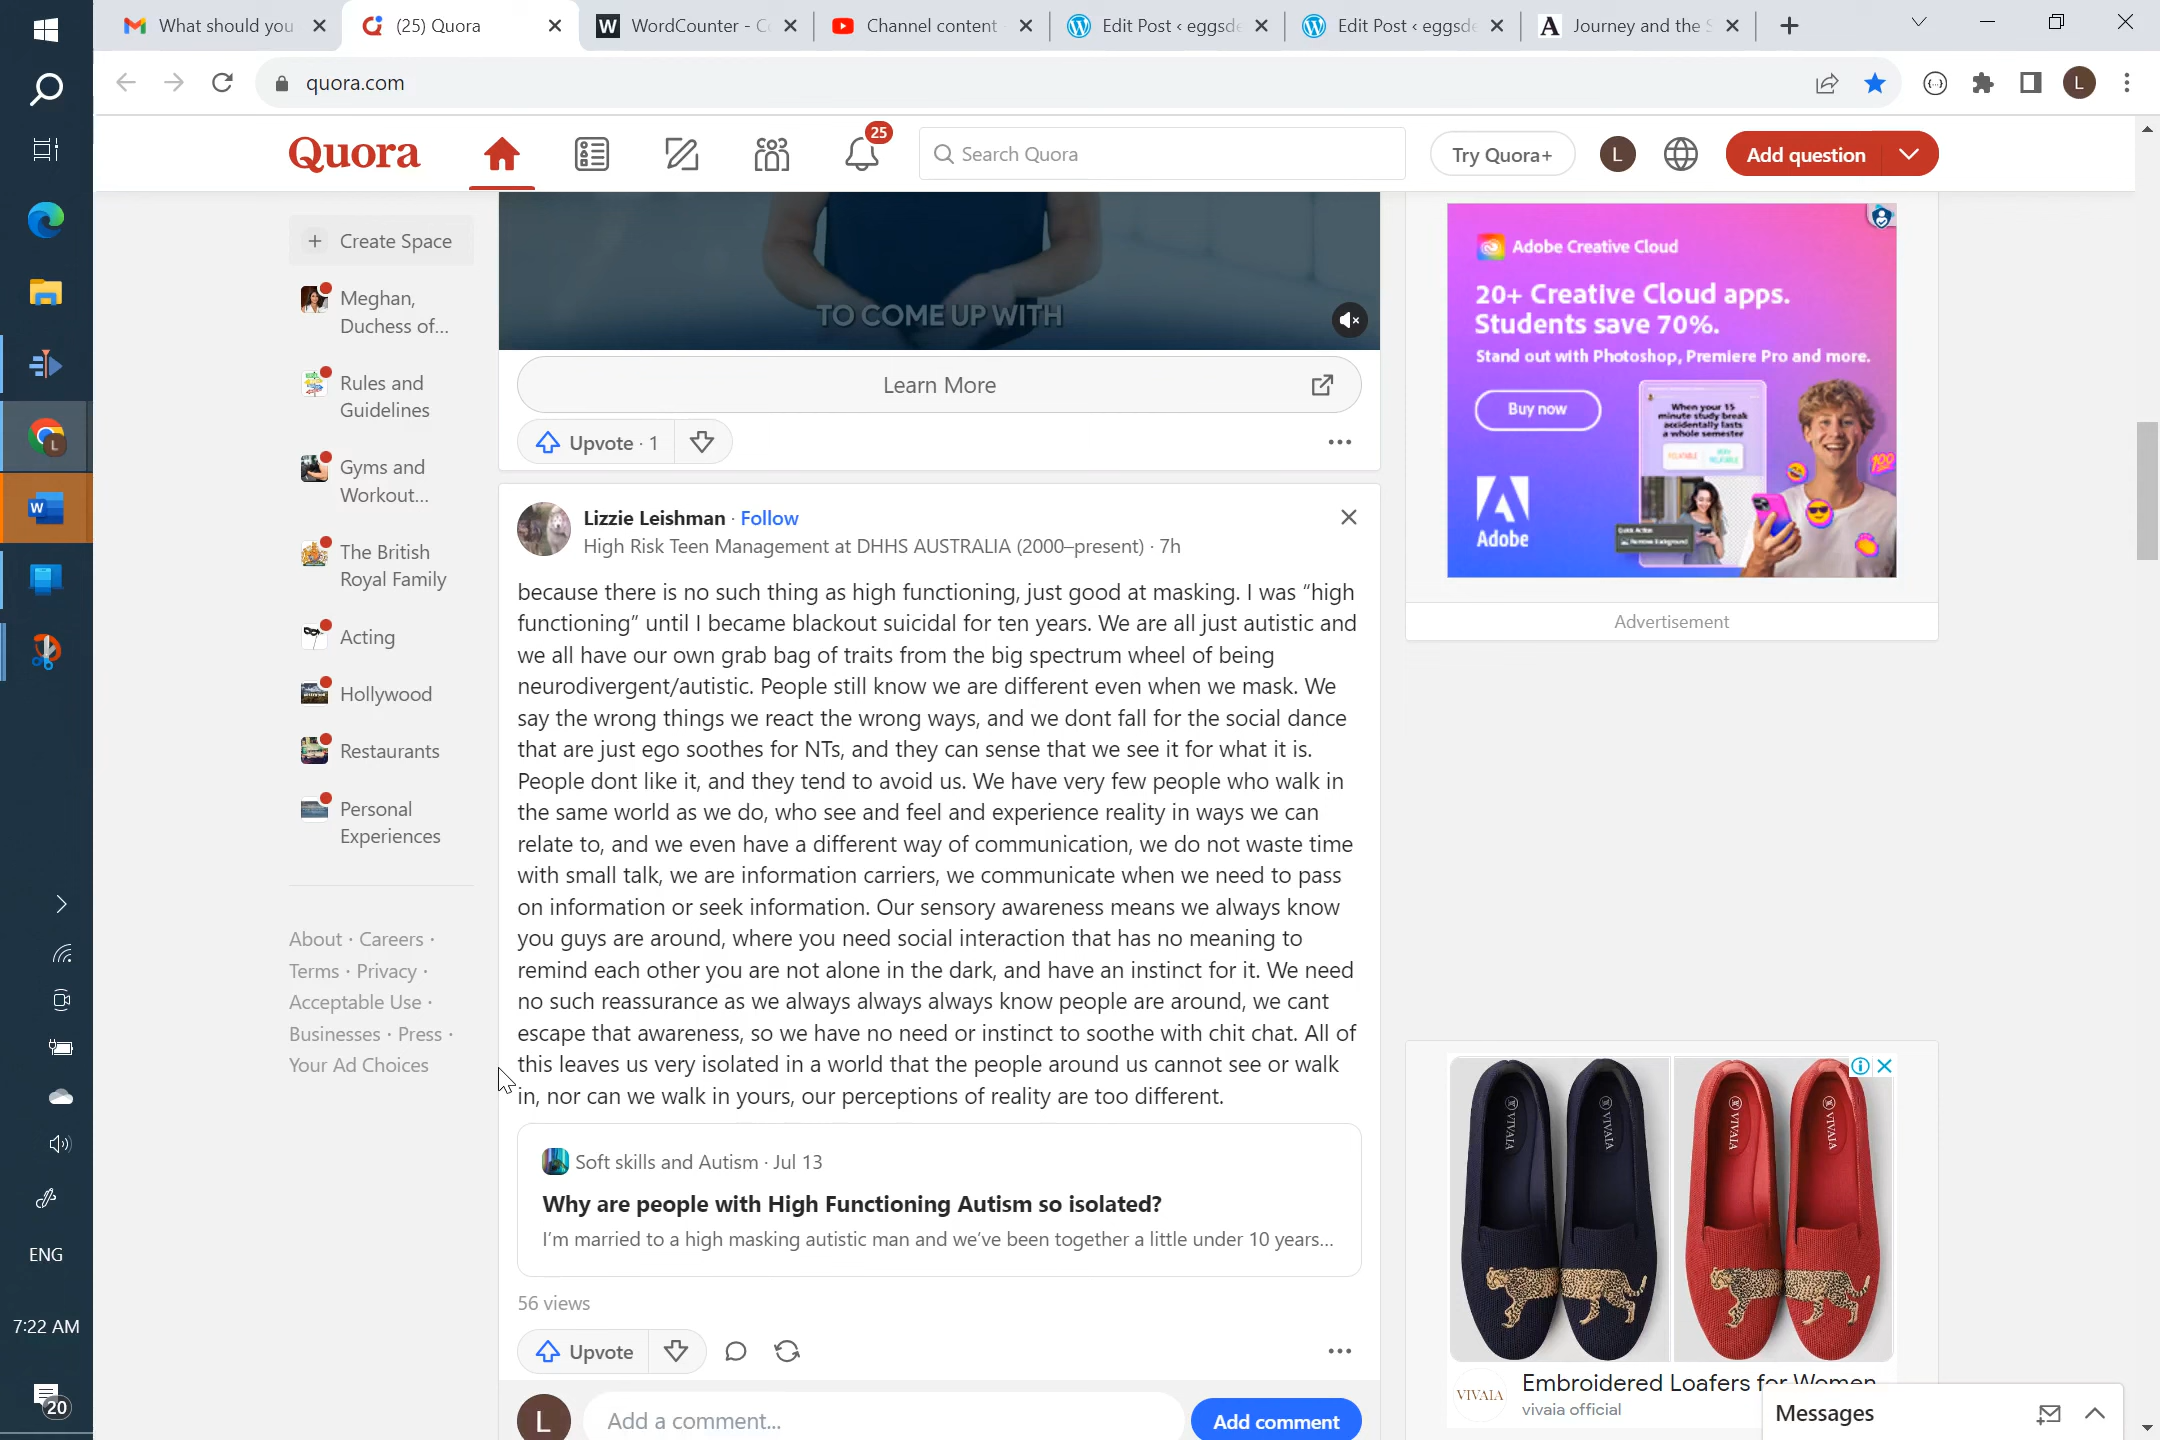 What should you
(25) Quora
WordCounter - C
Channel content
Edit Post ‹ eggsde
Edit Post ‹ eggsde
Journey and the S
quora.com
L
Quora
25
Search Quora
Try Quora+
L
Add question
Create Space
Meghan,
Duchess of...
Rules and
Guidelines
Gyms and
Workout...
The British
Royal Family
Acting
Hollywood
Restaurants
Personal
Experiences
About · Careers ·
Terms · Privacy ·
Acceptable Use ·
Businesses · Press ·
Your Ad Choices
TO COME UP WITH
Learn More
Upvote · 1
Lizzie Leishman · Follow
High Risk Teen Management at DHHS AUSTRALIA (2000–present) · 7h
because there is no such thing as high functioning, just good at masking. I was “high
functioning” until I became blackout suicidal for ten years. We are all just autistic and
we all have our own grab bag of traits from the big spectrum wheel of being
neurodivergent/autistic. People still know we are different even when we mask. We
say the wrong things we react the wrong ways, and we dont fall for the social dance
that are just ego soothes for NTs, and they can sense that we see it for what it is.
People dont like it, and they tend to avoid us. We have very few people who walk in
the same world as we do, who see and feel and experience reality in ways we can
relate to, and we even have a different way of communication, we do not waste time
with small talk, we are information carriers, we communicate when we need to pass
on information or seek information. Our sensory awareness means we always know
you guys are around, where you need social interaction that has no meaning to
remind each other you are not alone in the dark, and have an instinct for it. We need
no such reassurance as we always always always know people are around, we cant
escape that awareness, so we have no need or instinct to soothe with chit chat. All of
this leaves us very isolated in a world that the people around us cannot see or walk
in, nor can we walk in yours, our perceptions of reality are too different.
Soft skills and Autism · Jul 13
Why are people with High Functioning Autism so isolated?
I'm married to a high masking autistic man and we've been together a little under 10 years...
56 views
Upvote
L
Add a comment...
Add comment
Adobe Creative Cloud
20+ Creative Cloud apps.
Students save 70%.
Stand out with Photoshop, Premiere Pro and more.
Buy now
When your 15
minute study break
accidentally lasts
a whole semester
Adobe
Advertisement
VIVAIA
VIVAIA
VIVAIA
VIVAIA
VIVAIA
Embroidered Loafers for Women
vivaia official
Messages
ENG
7:22 AM
20